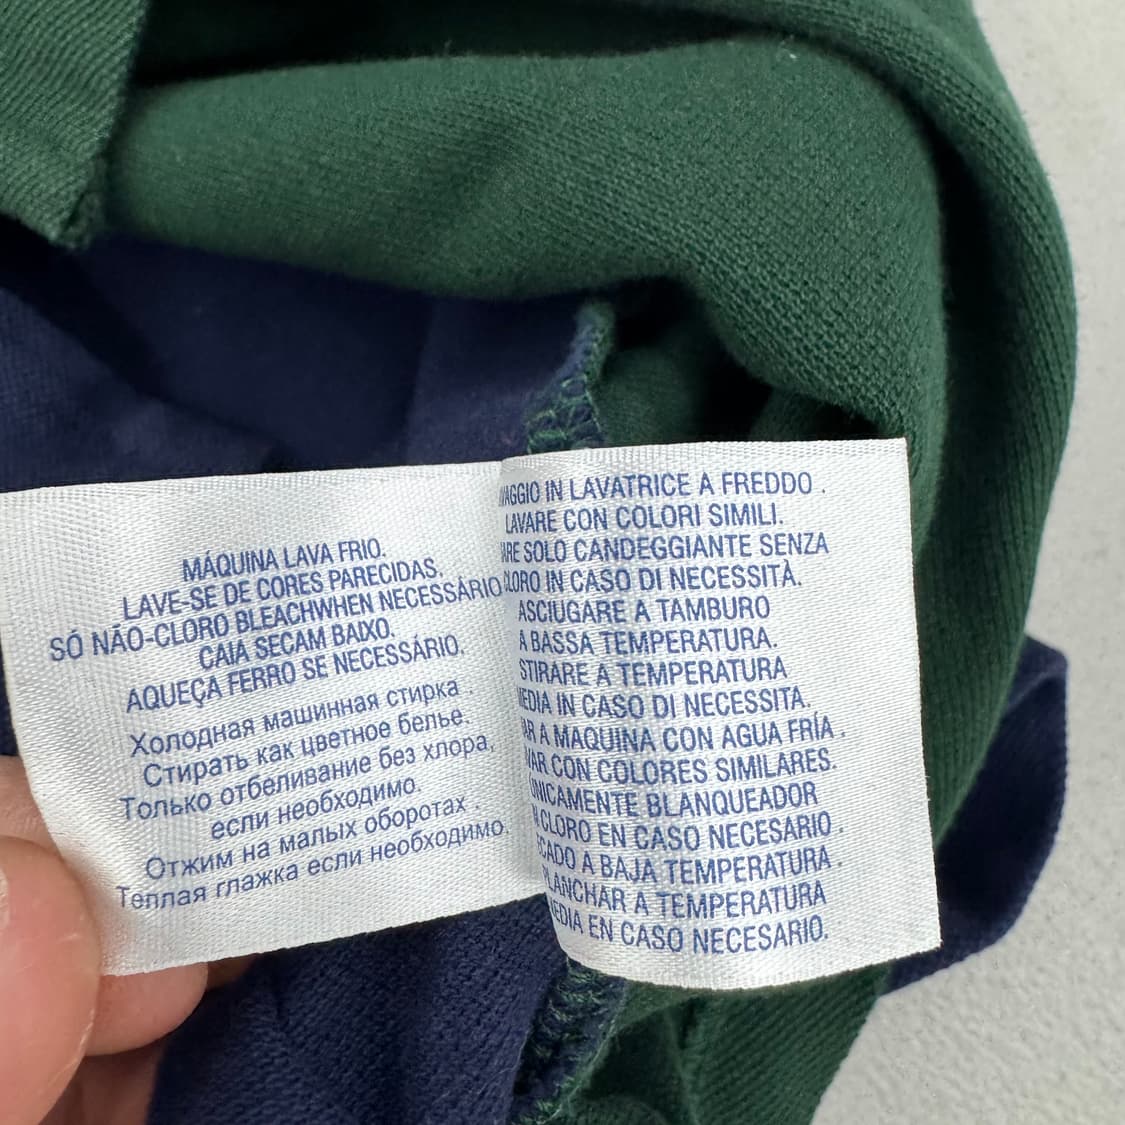 MÁQUINA LAVA FRIO.
LAVE-SE DE CORES PARECIDAS.
SÓ NÃO-CLORO BLEACHWHEN NECESSÁRIO
CAIA SECAM BAIXO.
AQUEÇA FERRO SE NECESSÁRIO.
Холодная машинная стирка .
Стирать как цветное белье.
Только отбеливание без хлора,
если необходимо.
Отжим на малых оборотах .
Теплая глажка если необходимо.
IN LAVATRICE A FREDDO .
LAVARE CON COLORI SIMILI.
SOLO CANDEGGIANTE SENZA
CLORO IN CASO DI NECESSITÀ.
ASCIUGARE A TAMBURO
A BASSA TEMPERATURA.
STIRARE A TEMPERATURA
IN CASO DI NECESSITA.
A MAQUINA CON AGUA FRÍA .
CON COLORES SIMILARES.
ÚNICAMENTE BLANQUEADOR
CLORO EN CASO NECESARIO .
A BAJA TEMPERATURA .
PLANCHAR A TEMPERATURA
EN CASO NECESARIO.